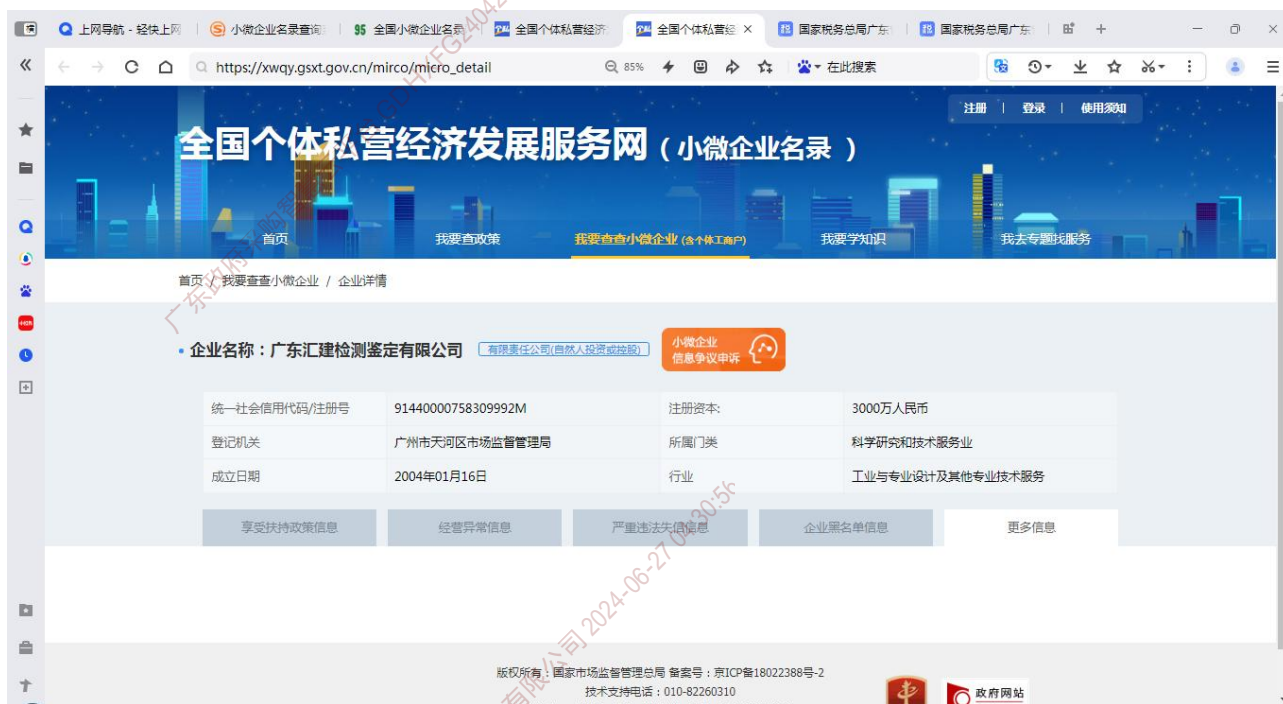 上网导航 - 轻快上网 小微企业名录查询 95 全国小微企业名录 全国个体私营经济 全国个体私营经 × 国家税务总局广东 国家税务总局广东
https://xwqy.gsxt.gov.cn/mirco/micro_detail 85% 在此搜索
注册 | 登录 | 使用须知
全国个体私营经济发展服务网（小微企业名录 ）
首页 我要查政策 我要查查小微企业 (含个体工商户) 我要学知识 我去专题找服务
首页 / 我要查查小微企业 / 企业详情
企业名称：广东汇建检测鉴定有限公司 有限责任公司(自然人投资或控股) 小微企业
信息争议申诉
统一社会信用代码/注册号 91440000758309992M 注册资本: 3000万人民币
登记机关 广州市天河区市场监督管理局 所属门类 科学研究和技术服务业
成立日期 2004年01月16日 行业 工业与专业设计及其他专业技术服务
享受扶持政策信息 经营异常信息 严重违法失信信息 企业黑名单信息 更多信息
版权所有：国家市场监督管理总局 备案号：京ICP备18022388号-2
技术支持电话：010-82260310
政府网站
有限公司 2024-06-27 04:30:56